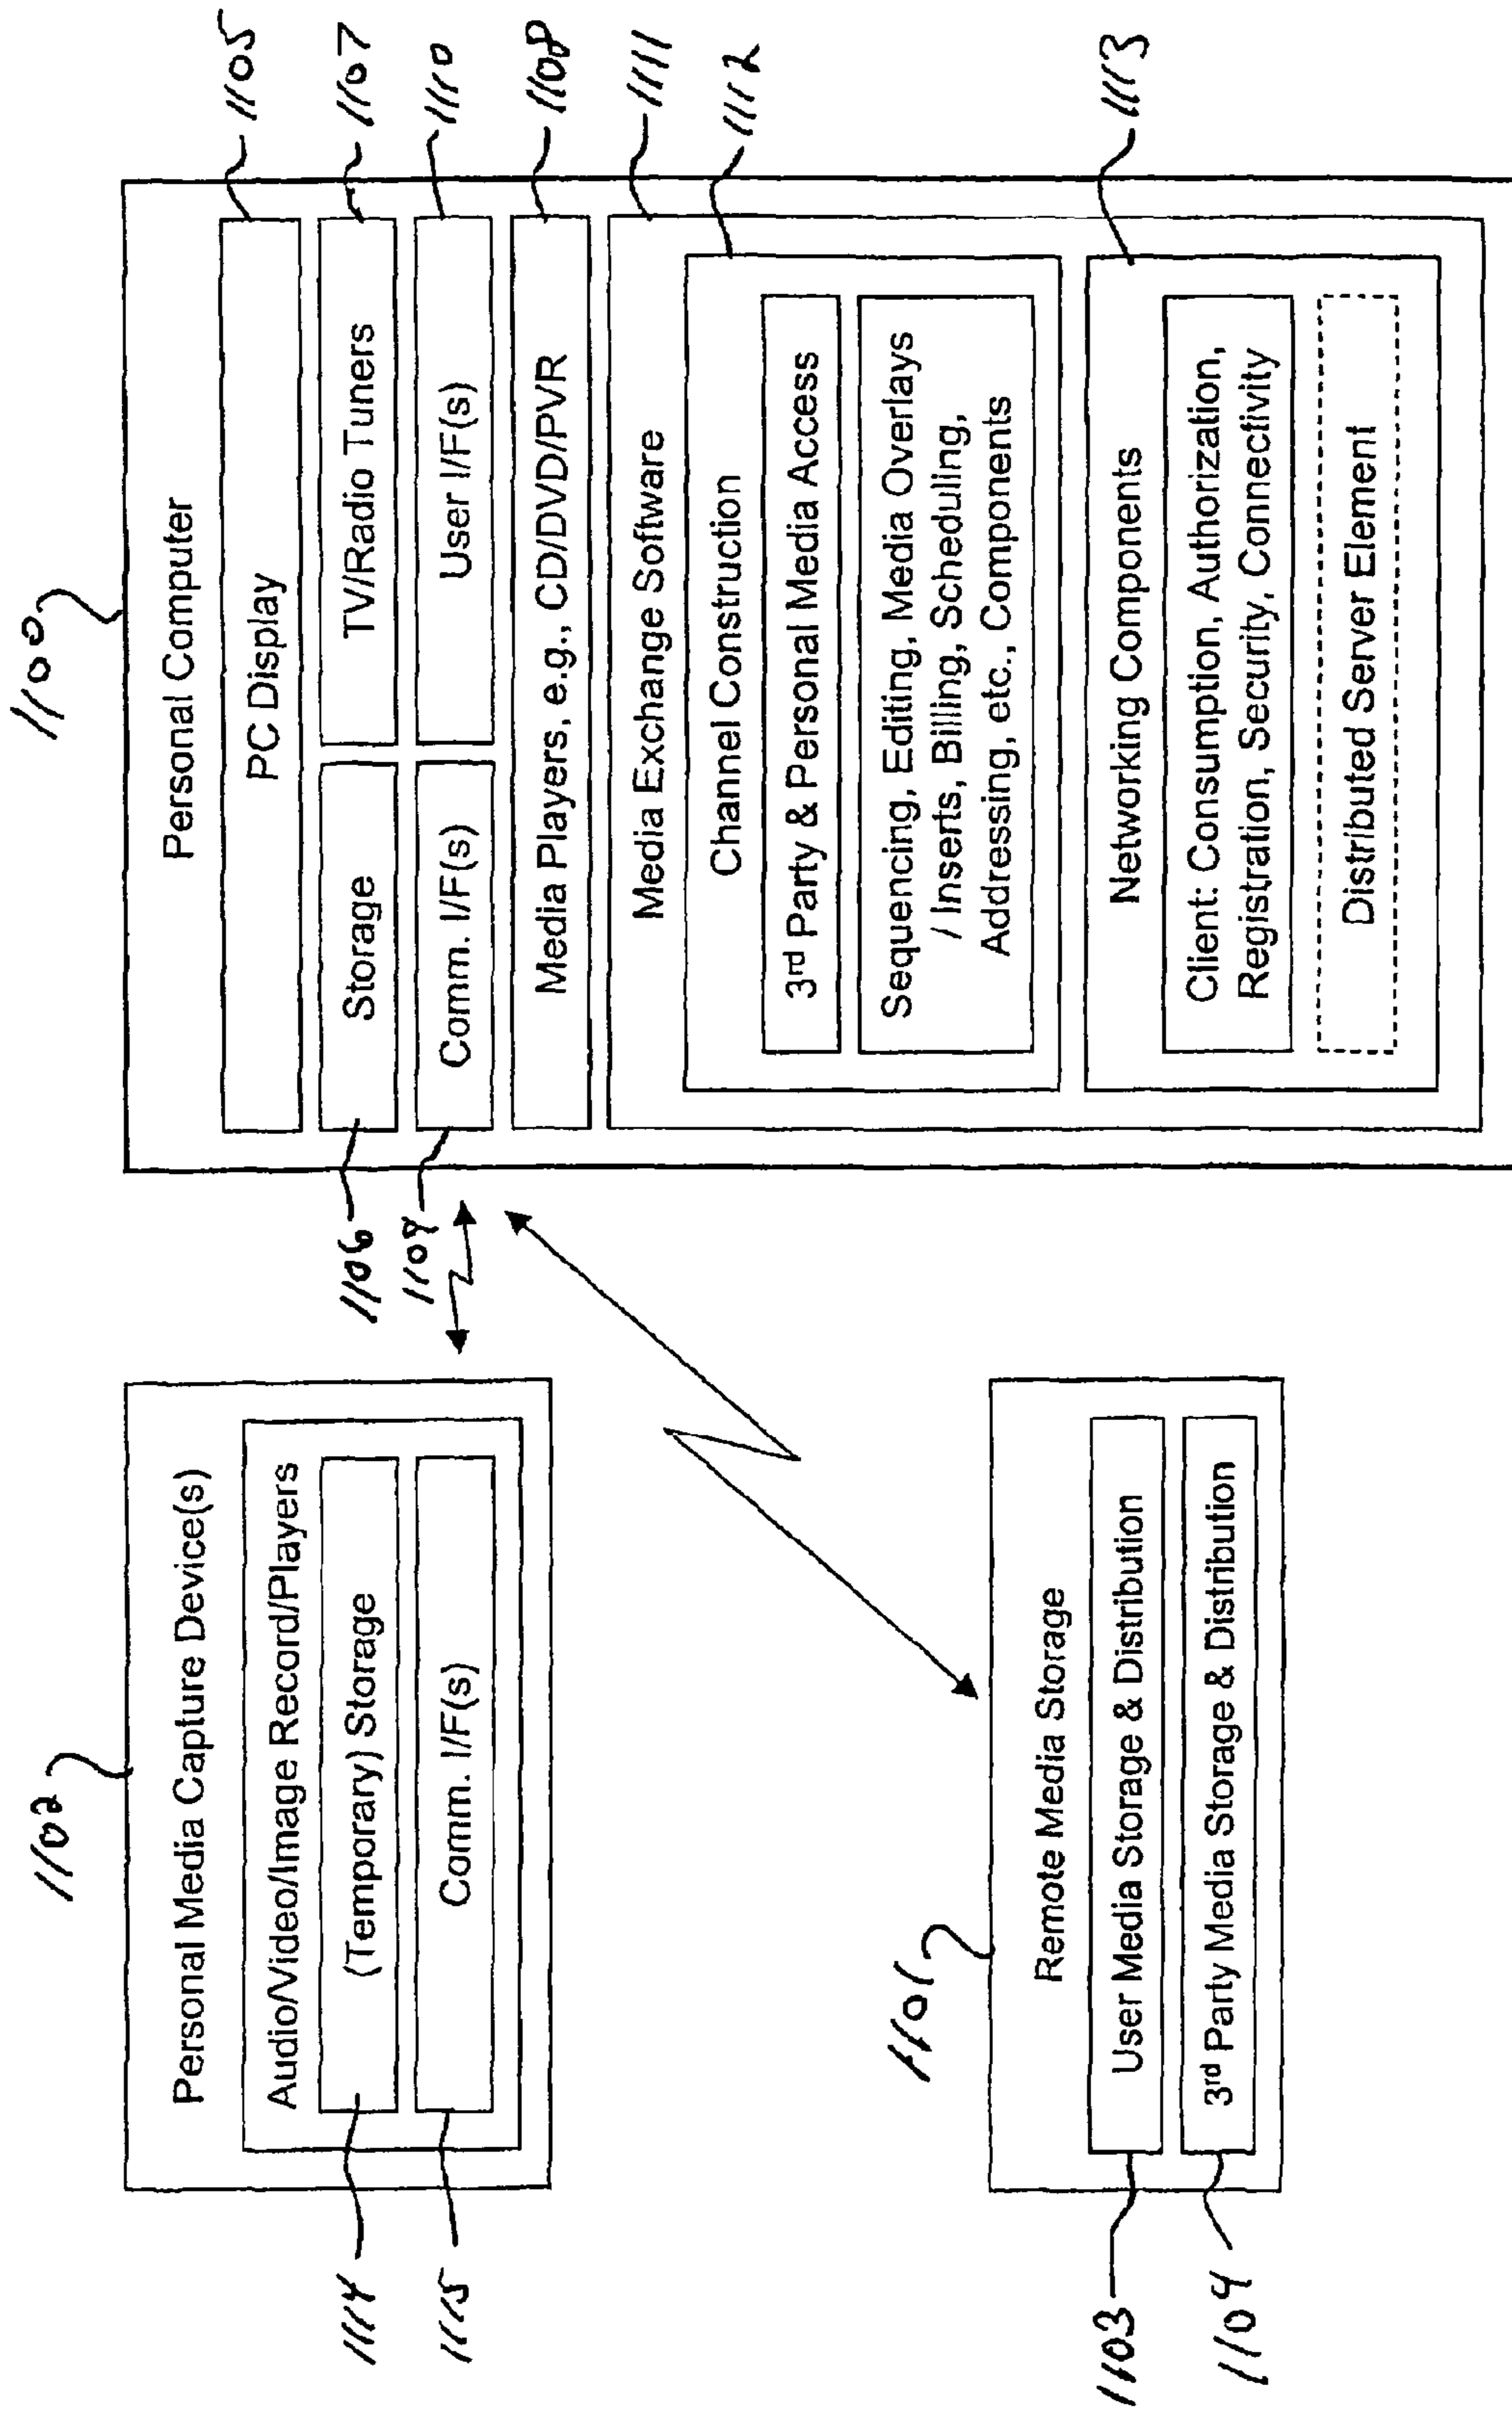 1102
Personal Media Capture Device(s)
Audio/Video/Image Record/Players
(Temporary) Storage
1114
Comm. I/F(s)
1115
1101
Remote Media Storage
User Media Storage & Distribution
1103
3rd Party Media Storage & Distribution
1104
1100
Personal Computer
PC Display
1105
1106
Storage
TV/Radio Tuners
1107
1109
Comm. I/F(s)
User I/F(s)
1110
Media Players, e.g., CD/DVD/PVR
1108
Media Exchange Software
1111
Channel Construction
1112
3rd Party & Personal Media Access
Sequencing, Editing, Media Overlays
/ Inserts, Billing, Scheduling,
Addressing, etc., Components
Networking Components
1113
Client: Consumption, Authorization,
Registration, Security, Connectivity
Distributed Server Element